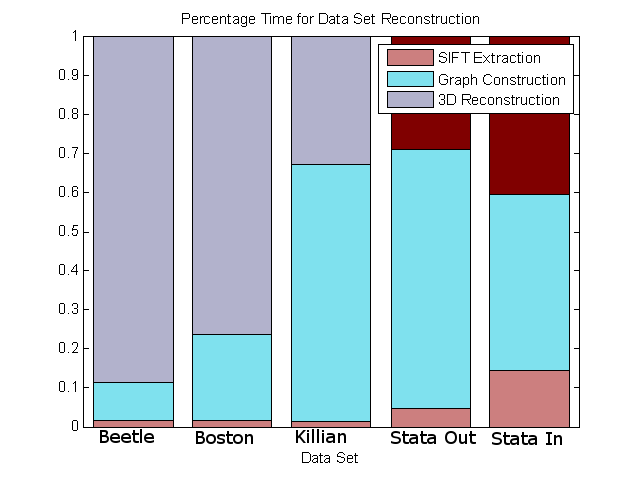 Percentage Time for Data Set Reconstruction
SIFT Extraction
Graph Construction
3D Reconstruction
1
0.9
0.8
0.7
0.6
0.5
0.4
0.3
0.2
0.1
0
Beetle Boston Killian Stata Out Stata In
Data Set